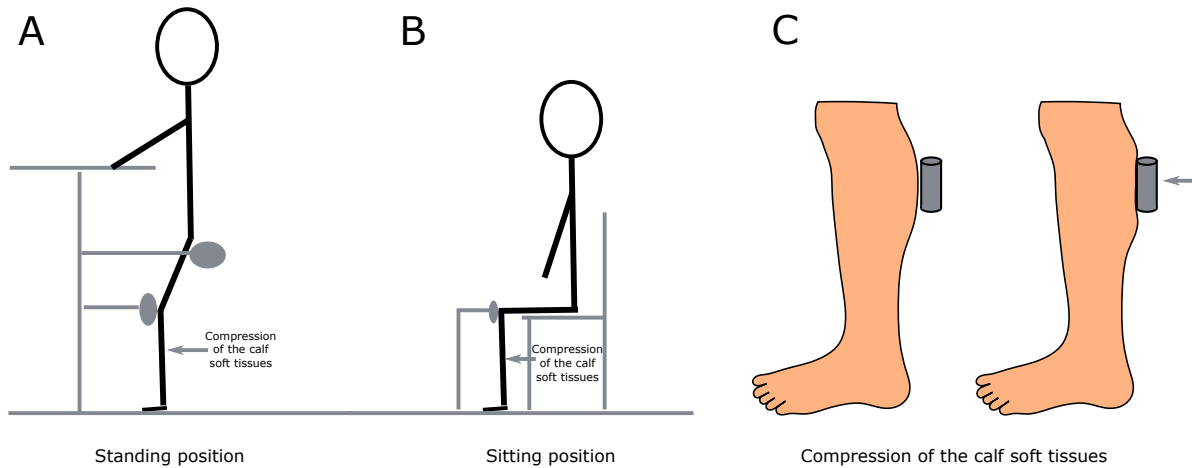 A
B
C
Compression
of the calf
soft tissues
Compression
of the calf
soft tissues
Standing position
Sitting position
Compression of the calf soft tissues